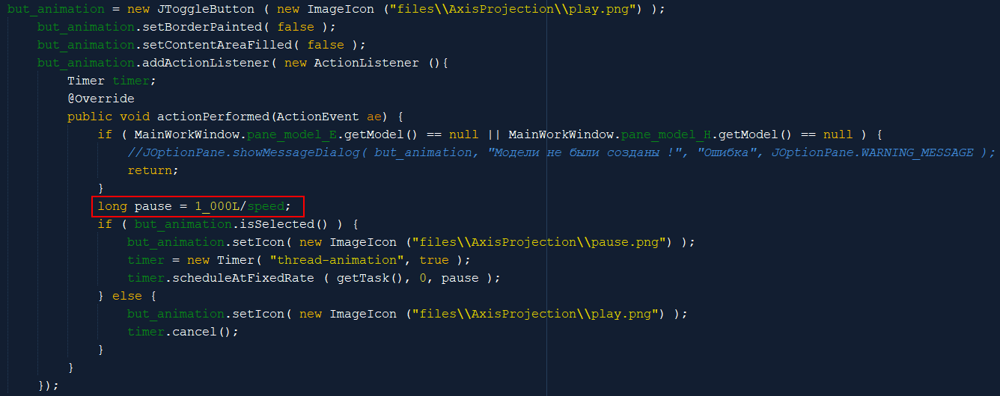 but_animation = new JToggleButton ( new ImageIcon ("files\\AxisProjection\\play.png") );
but_animation.setBorderPainted( false );
but_animation.setContentAreaFilled( false );
but_animation.addActionListener( new ActionListener (){
Timer timer;
@Override
public void actionPerformed(ActionEvent ae) {
if ( MainWorkWindow.pane_model_E.getModel() == null || MainWorkWindow.pane_model_H.getModel() == null ) {
//JOptionPane.showMessageDialog( but_animation, "Модели не были созданы !", "Ошибка", JOptionPane.WARNING_MESSAGE );
return;
}
long pause = 1_000L/speed;
if ( but_animation.isSelected() ) {
but_animation.setIcon( new ImageIcon ("files\\AxisProjection\\pause.png") );
timer = new Timer( "thread-animation", true );
timer.scheduleAtFixedRate ( getTask(), 0, pause );
} else {
but_animation.setIcon( new ImageIcon ("files\\AxisProjection\\play.png") );
timer.cancel();
}
}
});